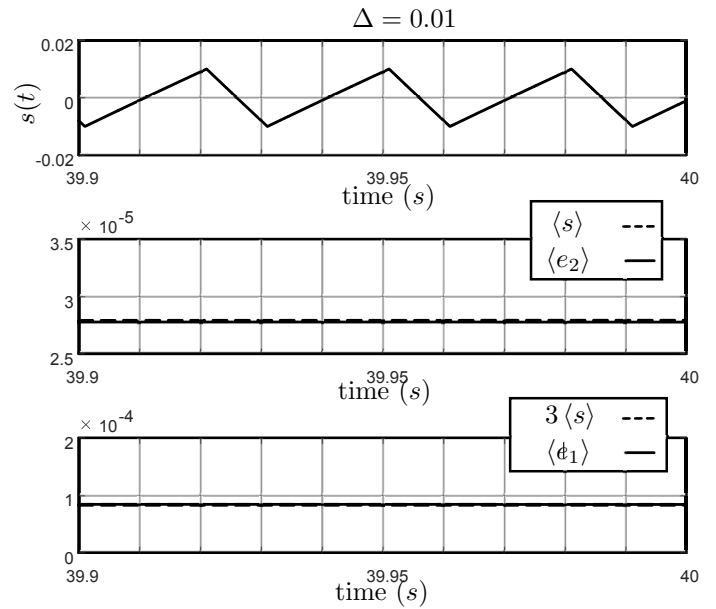 Δ = 0.01
0.02
0
-0.02
s(t)
39.9 39.95 40
time (s)
× 10⁻⁵
3.5
3
2.5
⟨s⟩
⟨e₂⟩
39.9 39.95 40
time (s)
× 10⁻⁴
2
1
0
3 ⟨s⟩
⟨e₁⟩
39.9 39.95 40
time (s)